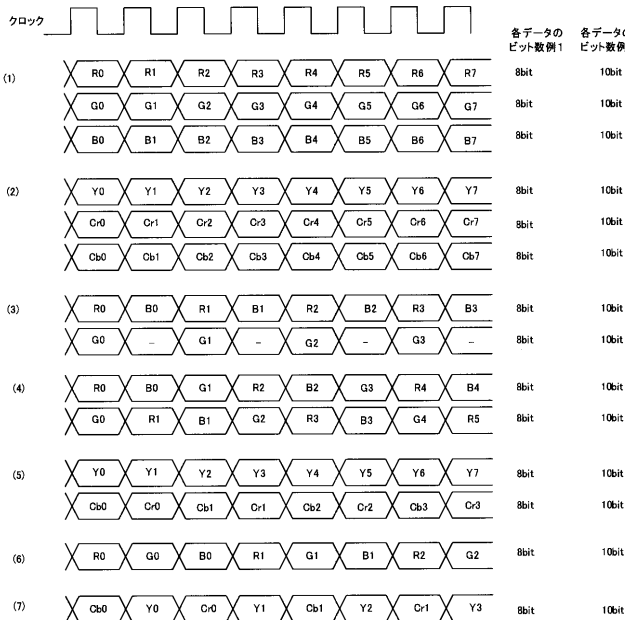 クロック
各データの ビット数例1 各データの ビット数例
(1) R0 R1 R2 R3 R4 R5 R6 R7 8bit 10bit
G0 G1 G2 G3 G4 G5 G6 G7 8bit 10bit
B0 B1 B2 B3 B4 B5 B6 B7 8bit 10bit
(2) Y0 Y1 Y2 Y3 Y4 Y5 Y6 Y7 8bit 10bit
Cr0 Cr1 Cr2 Cr3 Cr4 Cr5 Cr6 Cr7 8bit 10bit
Cb0 Cb1 Cb2 Cb3 Cb4 Cb5 Cb6 Cb7 8bit 10bit
(3) R0 B0 R1 B1 R2 B2 R3 B3 8bit 10bit
G0 - G1 - G2 - G3 - 8bit 10bit
(4) R0 B0 G1 R2 B2 G3 R4 B4 8bit 10bit
G0 R1 B1 G2 R3 B3 G4 R5 8bit 10bit
(5) Y0 Y1 Y2 Y3 Y4 Y5 Y6 Y7 8bit 10bit
Cb0 Cr0 Cb1 Cr1 Cb2 Cr2 Cb3 Cr3 8bit 10bit
(6) R0 G0 B0 R1 G1 B1 R2 G2 8bit 10bit
(7) Cb0 Y0 Cr0 Y1 Cb1 Y2 Cr1 Y3 8bit 10bit